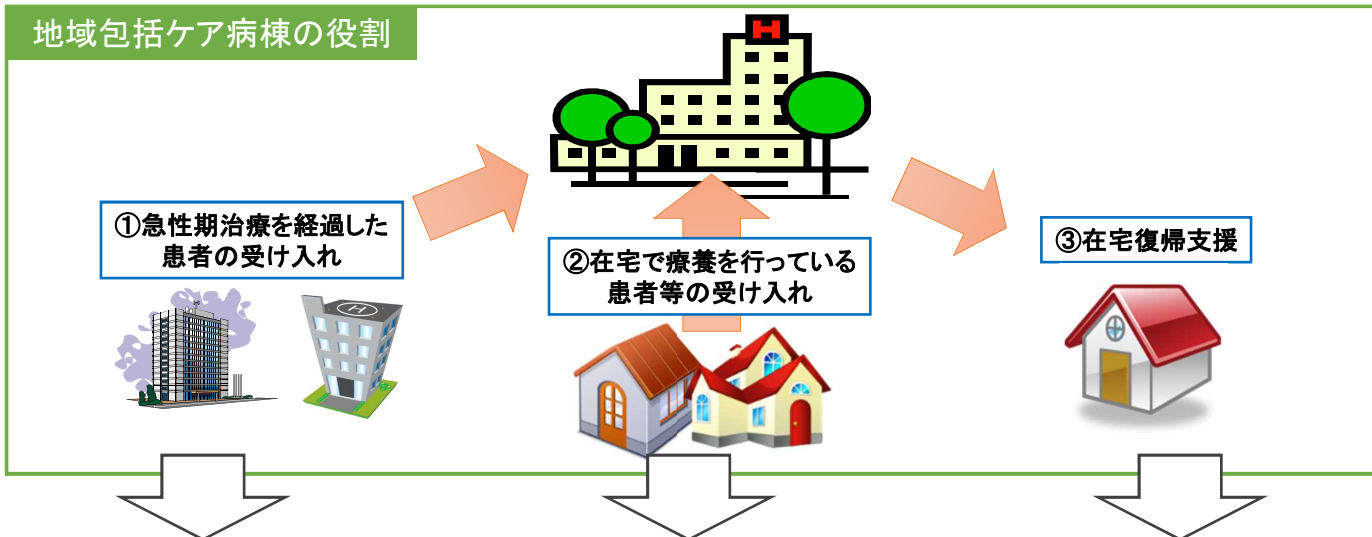 地域包括ケア病棟の役割
H
①急性期治療を経過した
患者の受け入れ
②在宅で療養を行っている
患者等の受け入れ
③在宅復帰支援
H